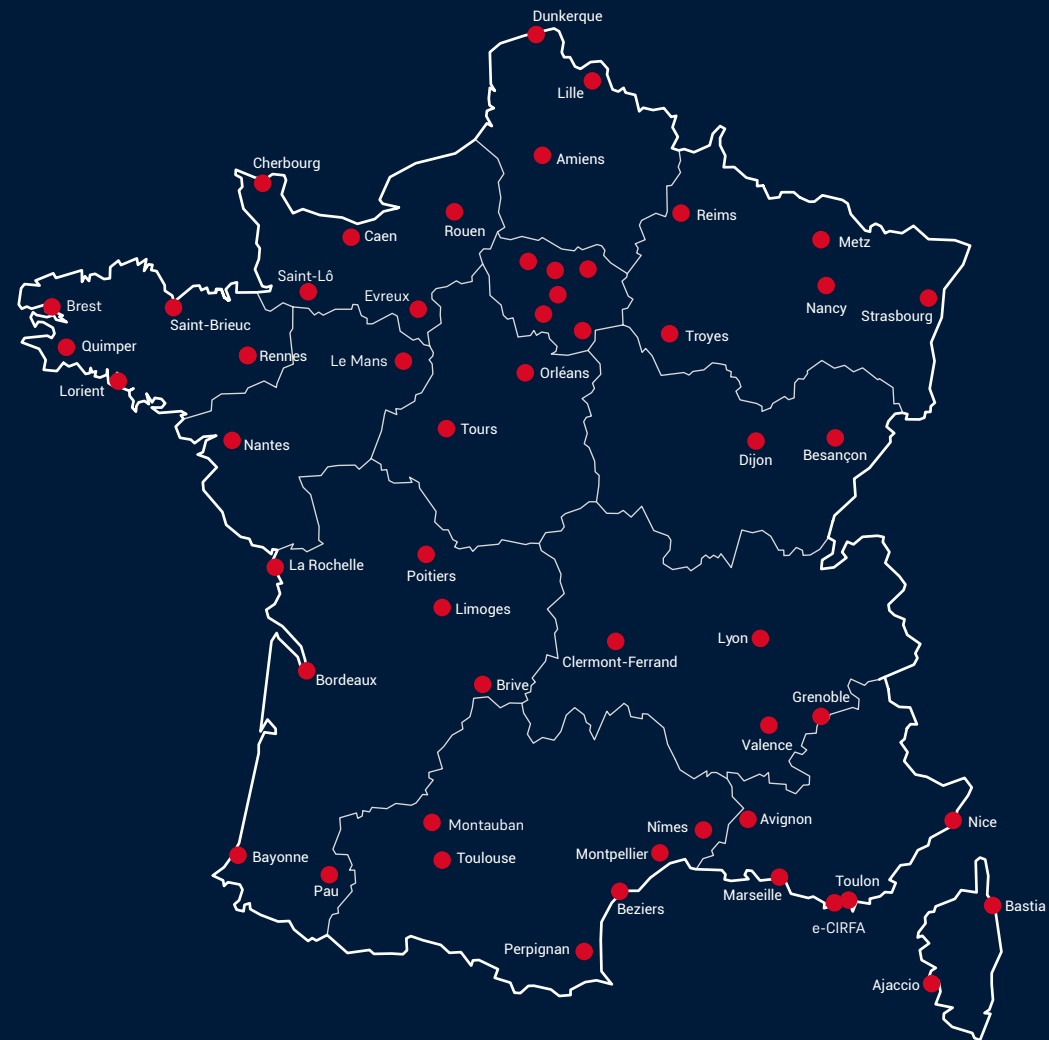 Dunkerque
Lille
Amiens
Cherbourg
Rouen
Reims
Caen
Metz
Saint-Lô
Evreux
Brest
Saint-Brieuc
Nancy
Strasbourg
Troyes
Quimper
Rennes
Le Mans
Orléans
Lorient
Tours
Nantes
Dijon
Besançon
La Rochelle
Poitiers
Limoges
Lyon
Clermont-Ferrand
Bordeaux
Brive
Grenoble
Valence
Avignon
Nice
Montauban
Nîmes
Montpellier
Bayonne
Toulouse
Pau
Marseille
Toulon
Beziers
Bastia
e-CIRFA
Perpignan
Ajaccio